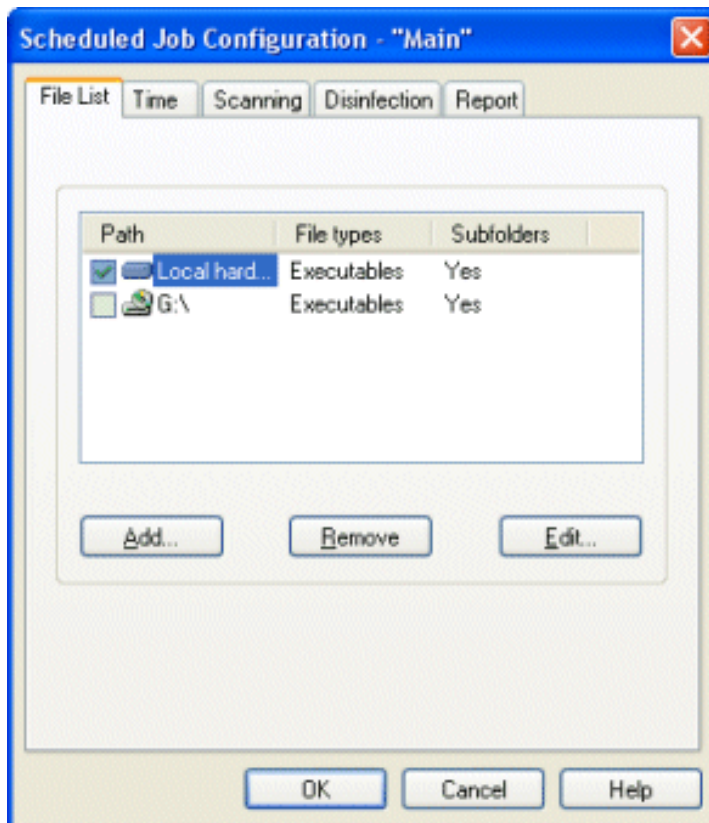 Scheduled Job Configuration - "Main"
File List Time Scanning Disinfection Report
Path File types Subfolders
Local hard... Executables Yes
G:\ Executables Yes
Add... Remove Edit...
OK Cancel Help